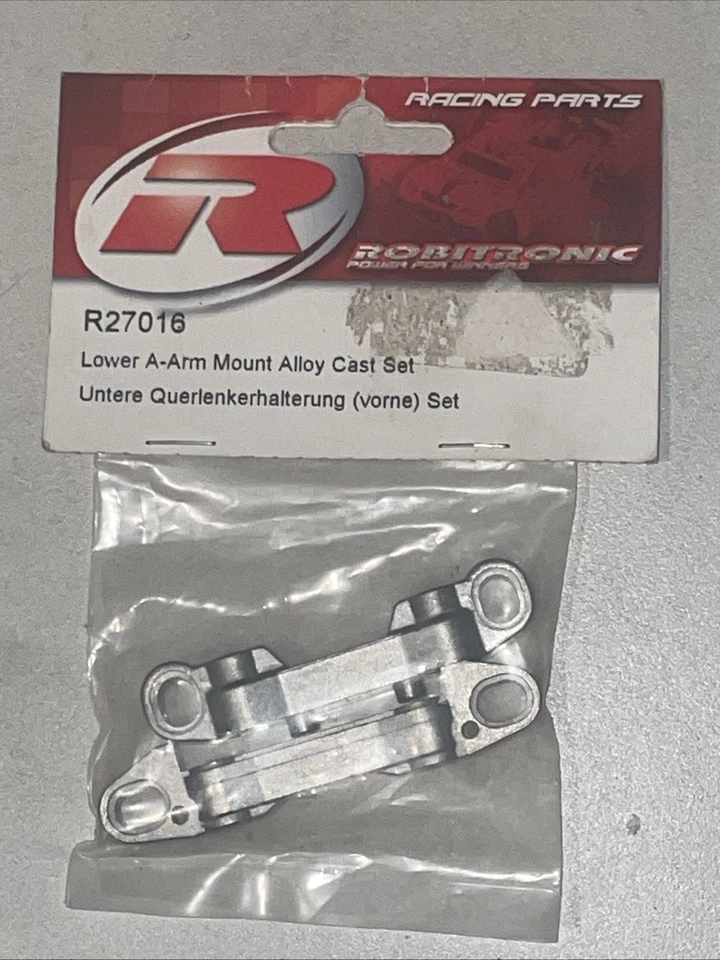 RACING PARTS
R
ROBITRONIC
POWER FOR WINNERS
R27016
Lower A-Arm Mount Alloy Cast Set
Untere Querlenkerhalterung (vorne) Set